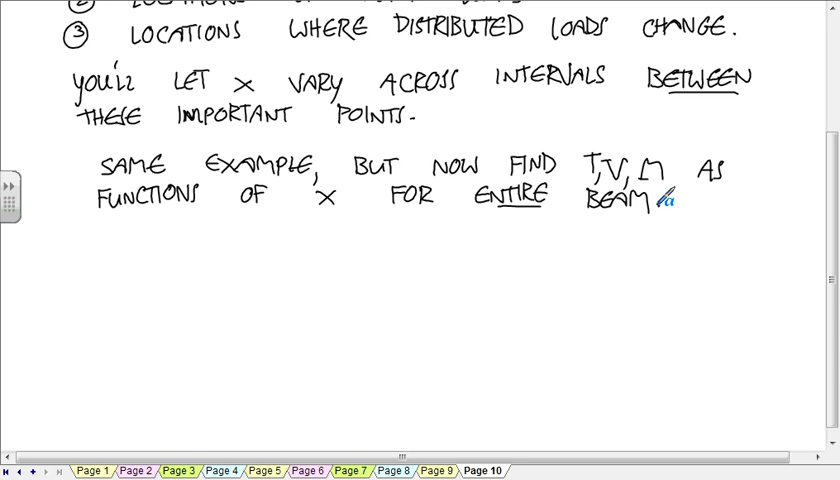 ③ LOCATIONS WHERE DISTRIBUTED LOADS CHANGE.
YOU'LL LET X VARY ACROSS INTERVALS BETWEEN
THESE IMPORTANT POINTS.
SAME EXAMPLE, BUT NOW FIND T, V, M AS
FUNCTIONS OF X FOR ENTIRE BEAM.
Page 1 Page 2 Page 3 Page 4 Page 5 Page 6 Page 7 Page 8 Page 9 Page 10